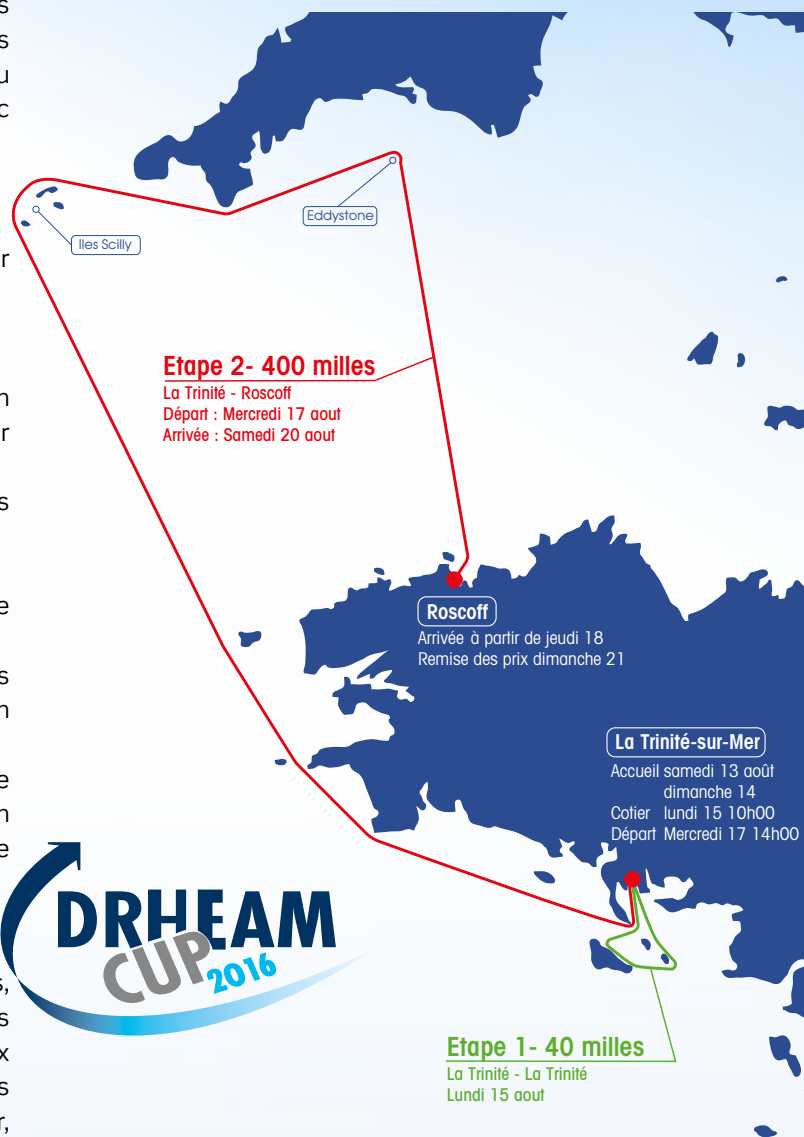 s
s
u
c
Eddystone
Iles Scilly
r
Etape 2- 400 milles
La Trinité - Roscoff
Départ : Mercredi 17 aout
Arrivée : Samedi 20 aout
n
r
s
e
Roscoff
Arrivée à partir de jeudi 18
Remise des prix dimanche 21
s
n
La Trinité-sur-Mer
Accueil samedi 13 août
dimanche 14
Cotier lundi 15 10h00
Départ Mercredi 17 14h00
e
n
e
DRHEAM
CUP 2016
s,
s
x
s
r,
Etape 1- 40 milles
La Trinité - La Trinité
Lundi 15 aout